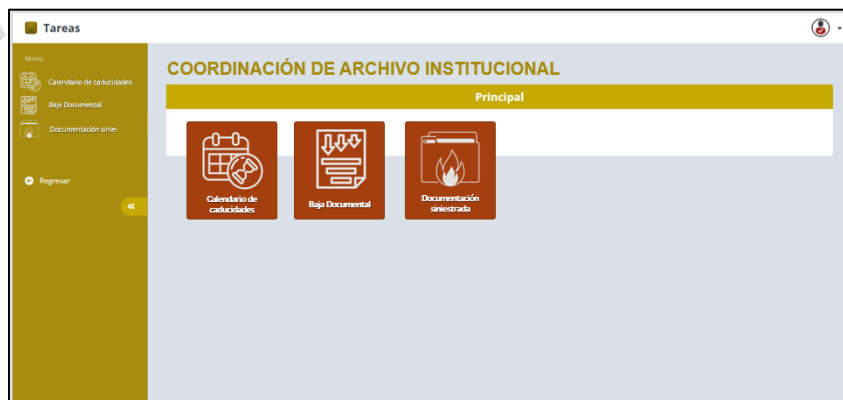 Tareas
Menú
Calendario de caducidades
Baja Documental
Documentación sinies
Regresar
COORDINACIÓN DE ARCHIVO INSTITUCIONAL
Principal
Calendario de
caducidades
Baja Documental
Documentación
siniestrada